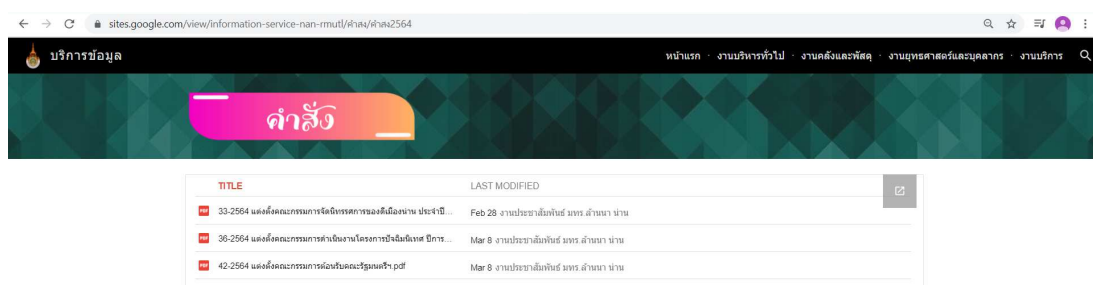 sites.google.com/view/information-service-nan-rmutl/คำสั่ง/คำสั่ง2564
บริการข้อมูล
หน้าแรก · งานบริหารทั่วไป · งานคลังและพัสดุ · งานยุทธศาสตร์และบุคลากร · งานบริการ
คำสั่ง
TITLE LAST MODIFIED
33-2564 แต่งตั้งคณะกรรมการจัดนิทรรศการของดีเมืองน่าน ประจำปี... Feb 28 งานประชาสัมพันธ์ มทร.ล้านนา น่าน
36-2564 แต่งตั้งคณะกรรมการดำเนินงานโครงการปัจฉิมนิเทศ ปีการ... Mar 8 งานประชาสัมพันธ์ มทร.ล้านนา น่าน
42-2564 แต่งตั้งคณะกรรมการต้อนรับคณะรัฐมนตรีฯ.pdf Mar 8 งานประชาสัมพันธ์ มทร.ล้านนา น่าน